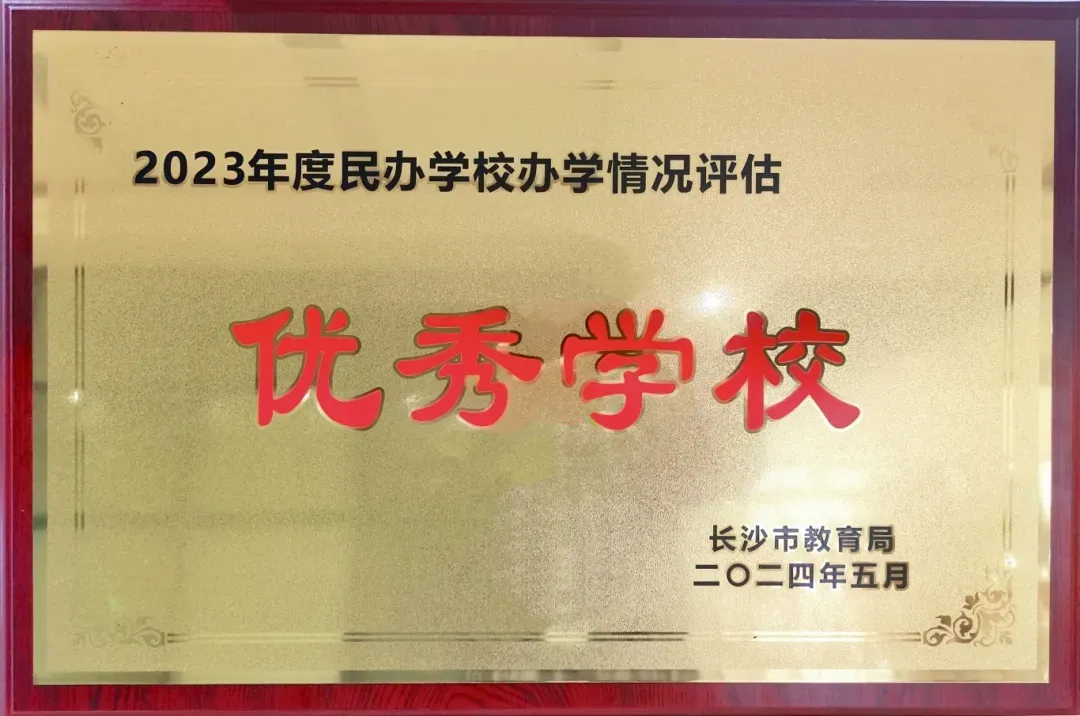 2023年度民办学校办学情况评估
优秀学校
长沙市教育局
二〇二四年五月